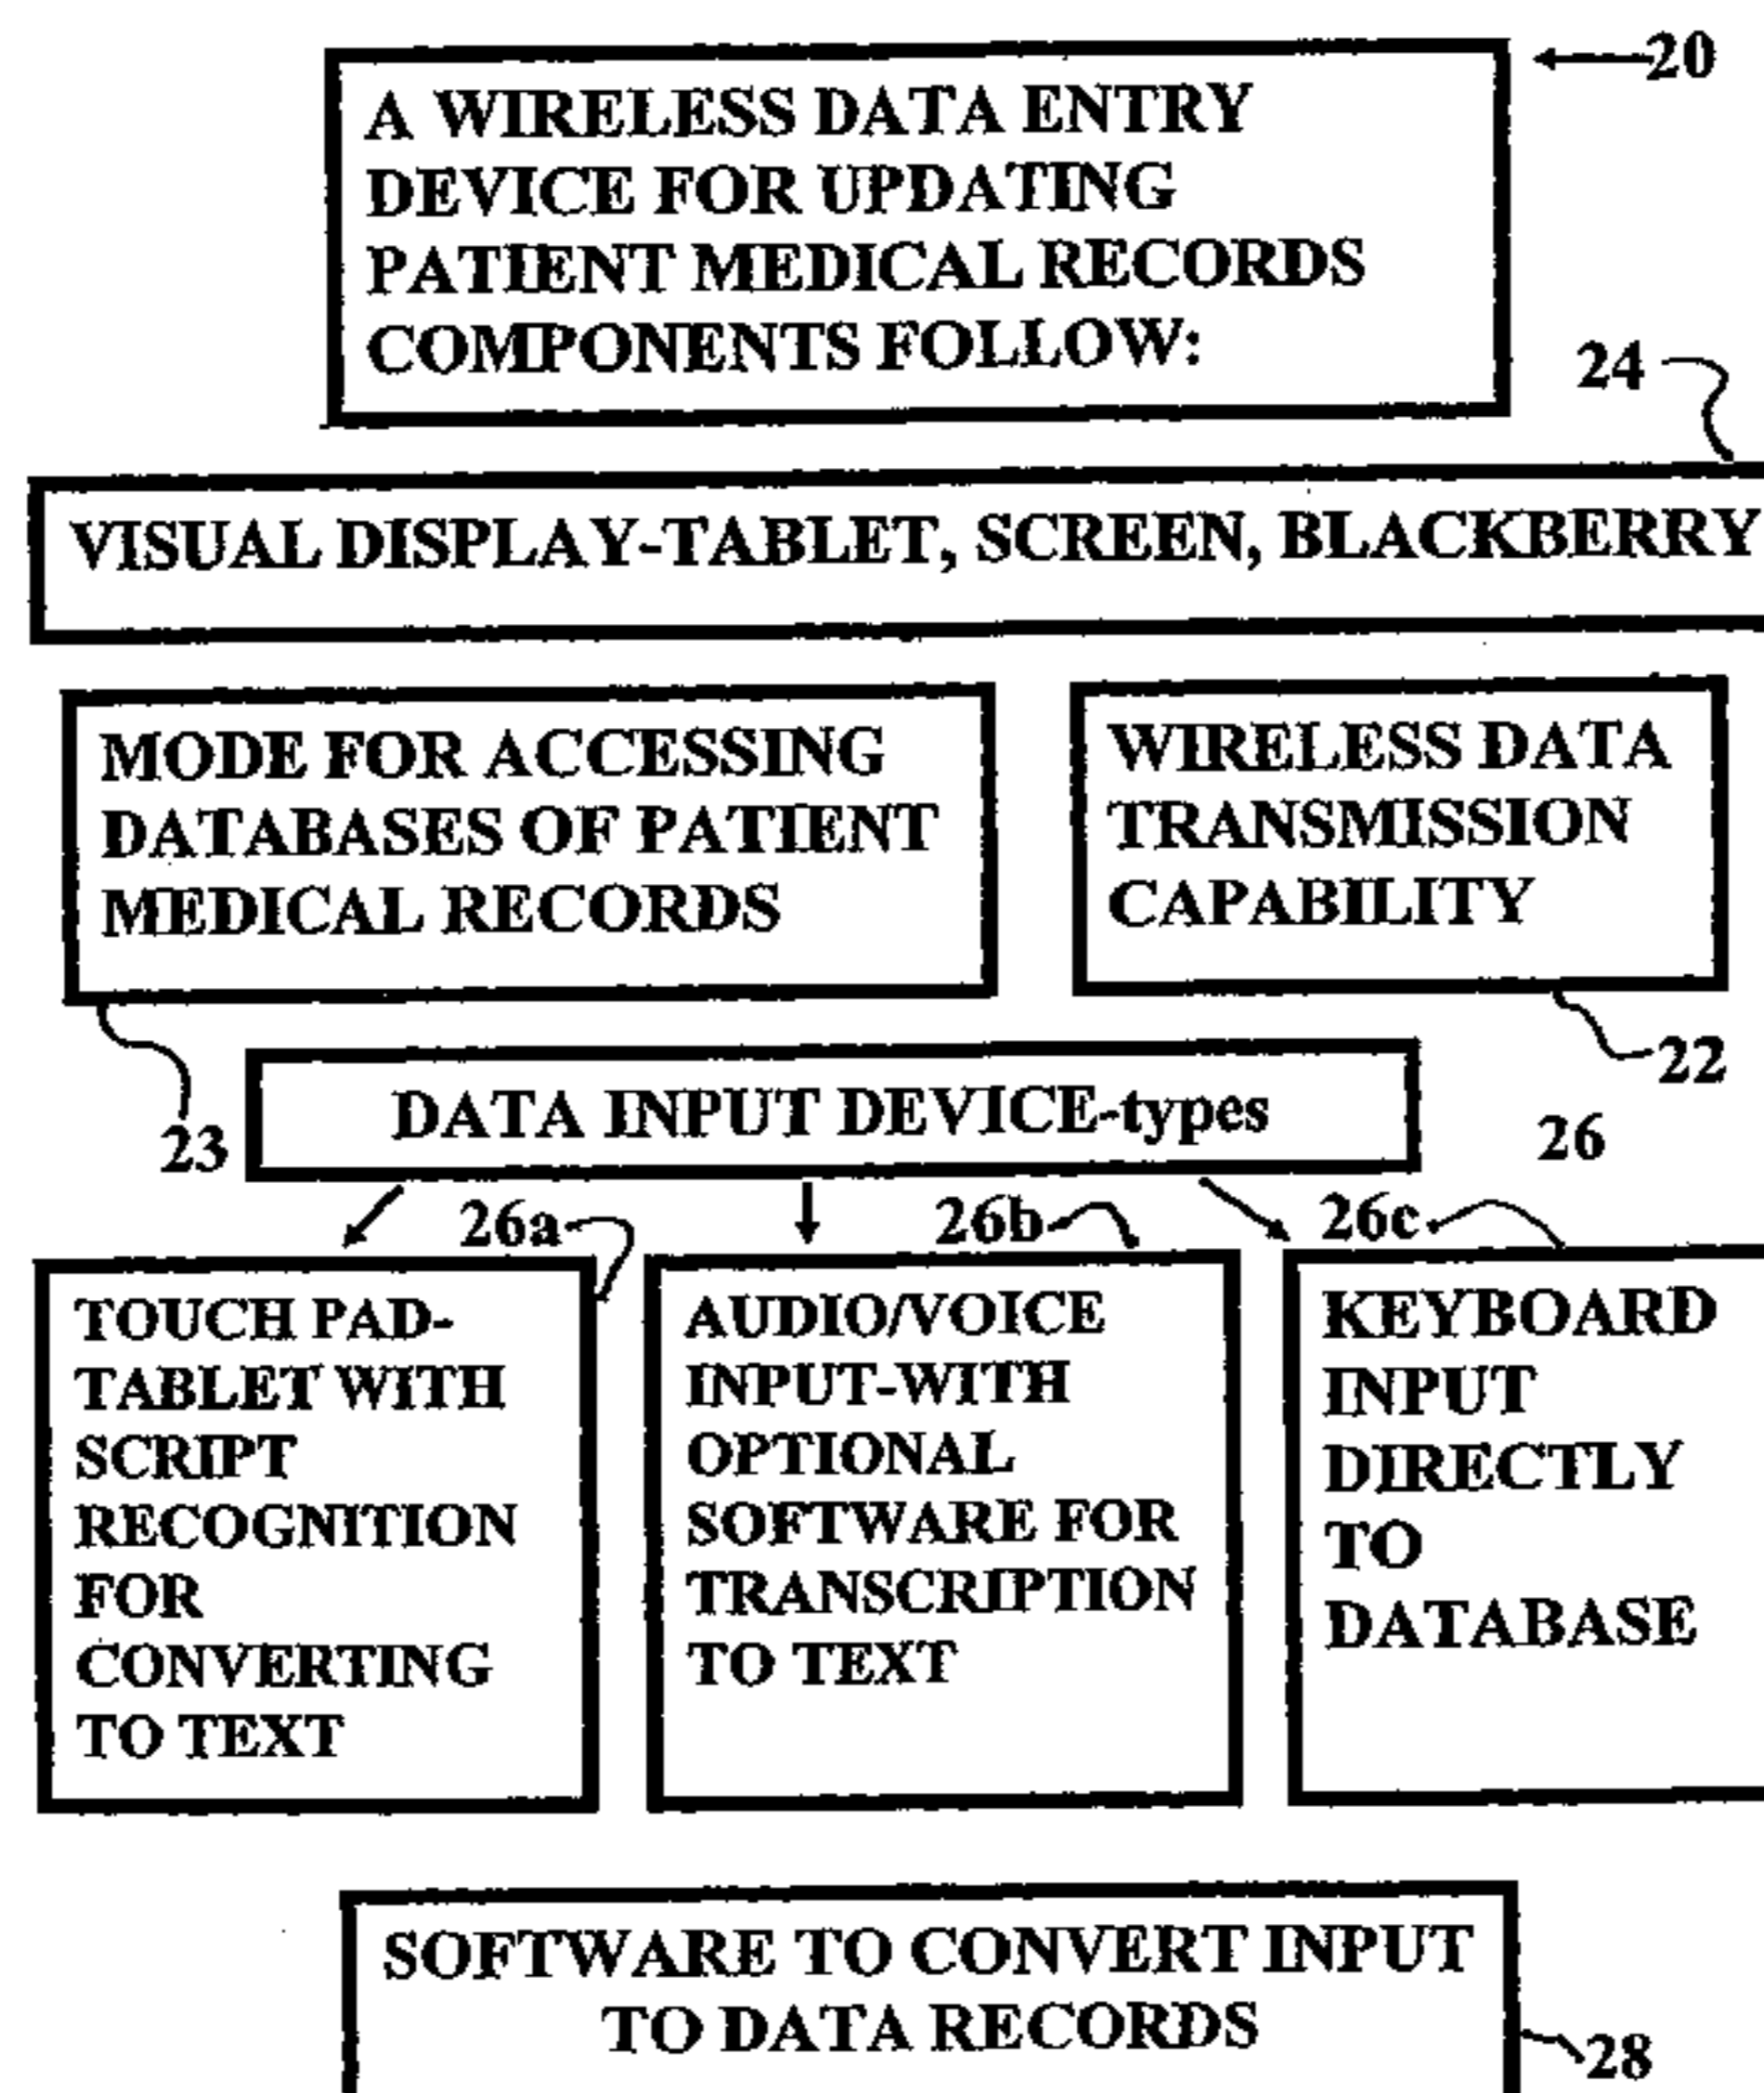 20
A WIRELESS DATA ENTRY
DEVICE FOR UPDATING
PATIENT MEDICAL RECORDS
COMPONENTS FOLLOW:
24
VISUAL DISPLAY-TABLET, SCREEN, BLACKBERRY
MODE FOR ACCESSING
DATABASES OF PATIENT
MEDICAL RECORDS
23
WIRELESS DATA
TRANSMISSION
CAPABILITY
22
DATA INPUT DEVICE-types
26
26a
TOUCH PAD-
TABLET WITH
SCRIPT
RECOGNITION
FOR
CONVERTING
TO TEXT
26b
AUDIO/VOICE
INPUT-WITH
OPTIONAL
SOFTWARE FOR
TRANSCRIPTION
TO TEXT
26c
KEYBOARD
INPUT
DIRECTLY
TO
DATABASE
SOFTWARE TO CONVERT INPUT
TO DATA RECORDS
28